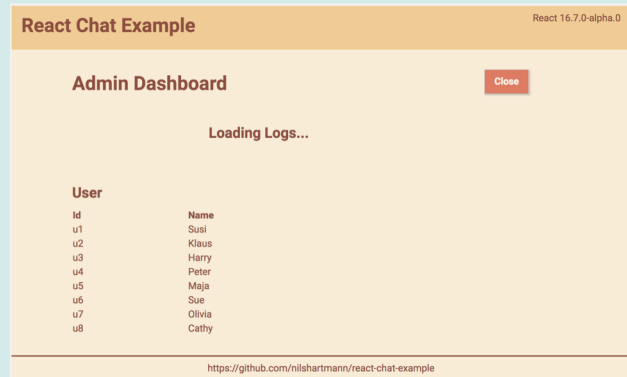 React Chat Example
React 16.7.0-alpha.0
Admin Dashboard
Close
Loading Logs...
User
Id Name
u1 Susi
u2 Klaus
u3 Harry
u4 Peter
u5 Maja
u6 Sue
u7 Olivia
u8 Cathy
https://github.com/nilshartmann/react-chat-example